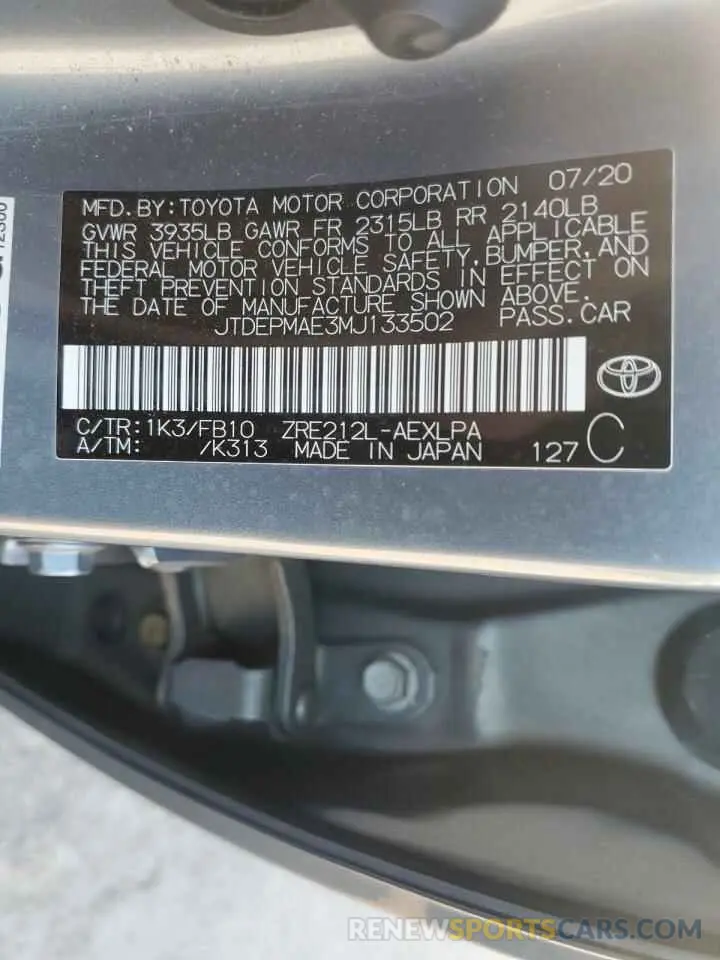 MFD.BY:TOYOTA MOTOR CORPORATION 07/20
GVWR 3935LB GAWR FR 2315LB RR 2140LB
THIS VEHICLE CONFORMS TO ALL APPLICABLE
FEDERAL MOTOR VEHICLE SAFETY,BUMPER,AND
THEFT PREVENTION STANDARDS IN EFFECT ON
THE DATE OF MANUFACTURE SHOWN ABOVE.
JTDEPMAE3MJ133502 PASS.CAR
C/TR:1K3/FB10 ZRE212L-AEXLPA
A/TM: /K313 MADE IN JAPAN 127 C
RENEWSPORTSCARS.COM